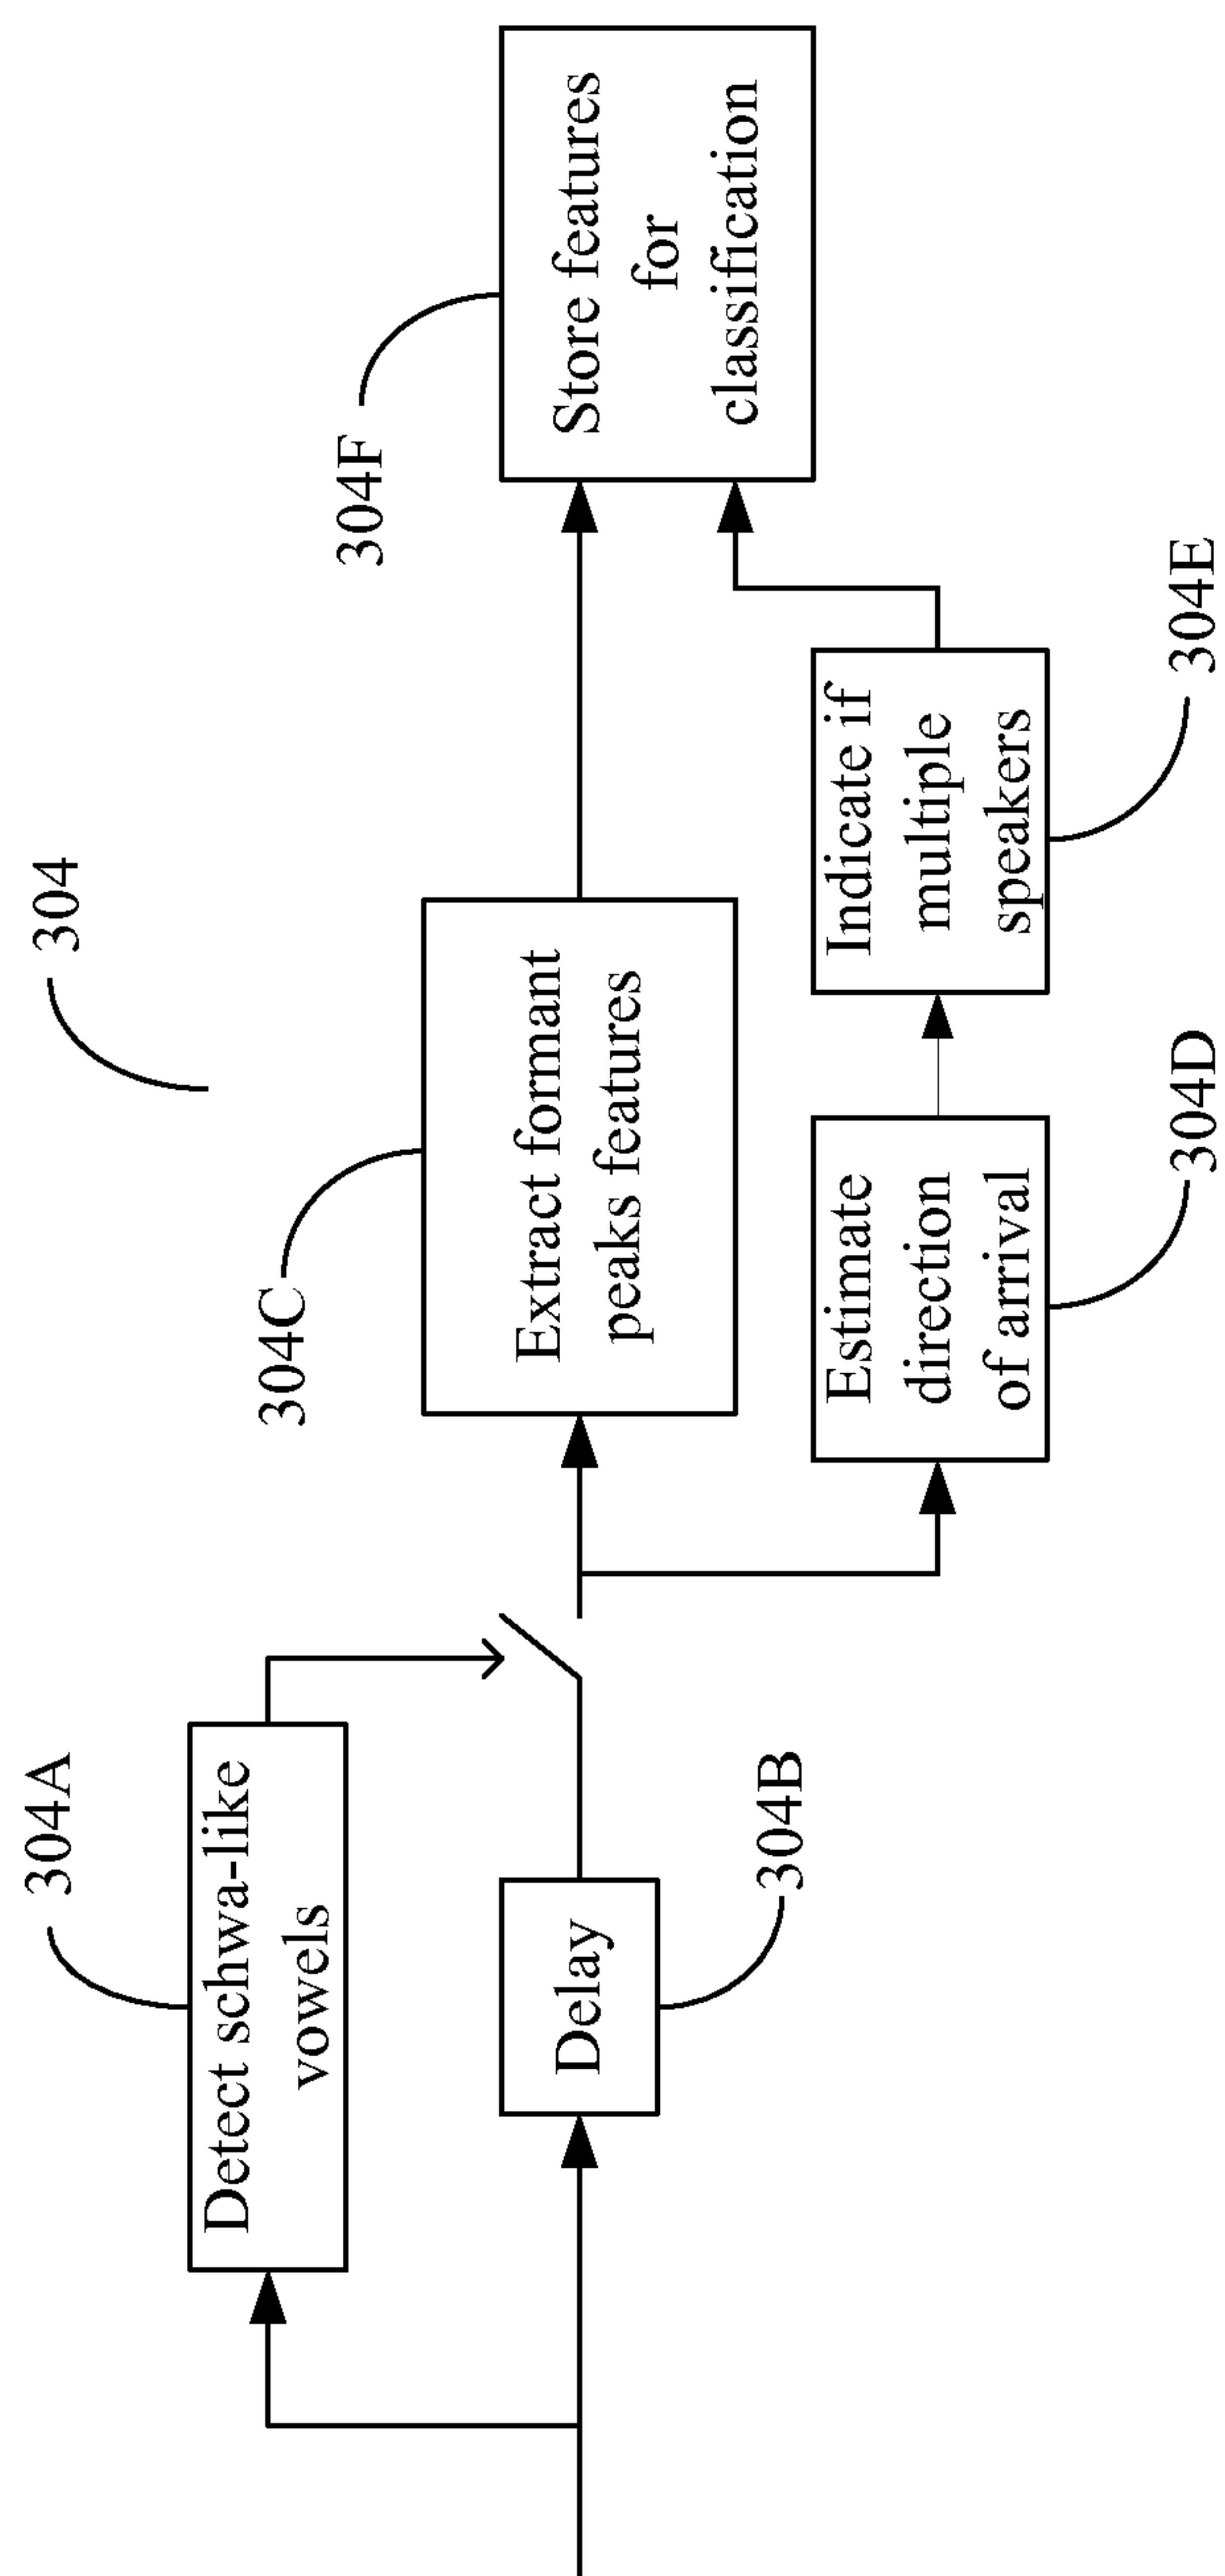 304
304A
Detect schwa-like
vowels
304B
Delay
304C
Extract formant
peaks features
304D
Estimate
direction
of arrival
304E
Indicate if
multiple
speakers
304F
Store features
for
classification